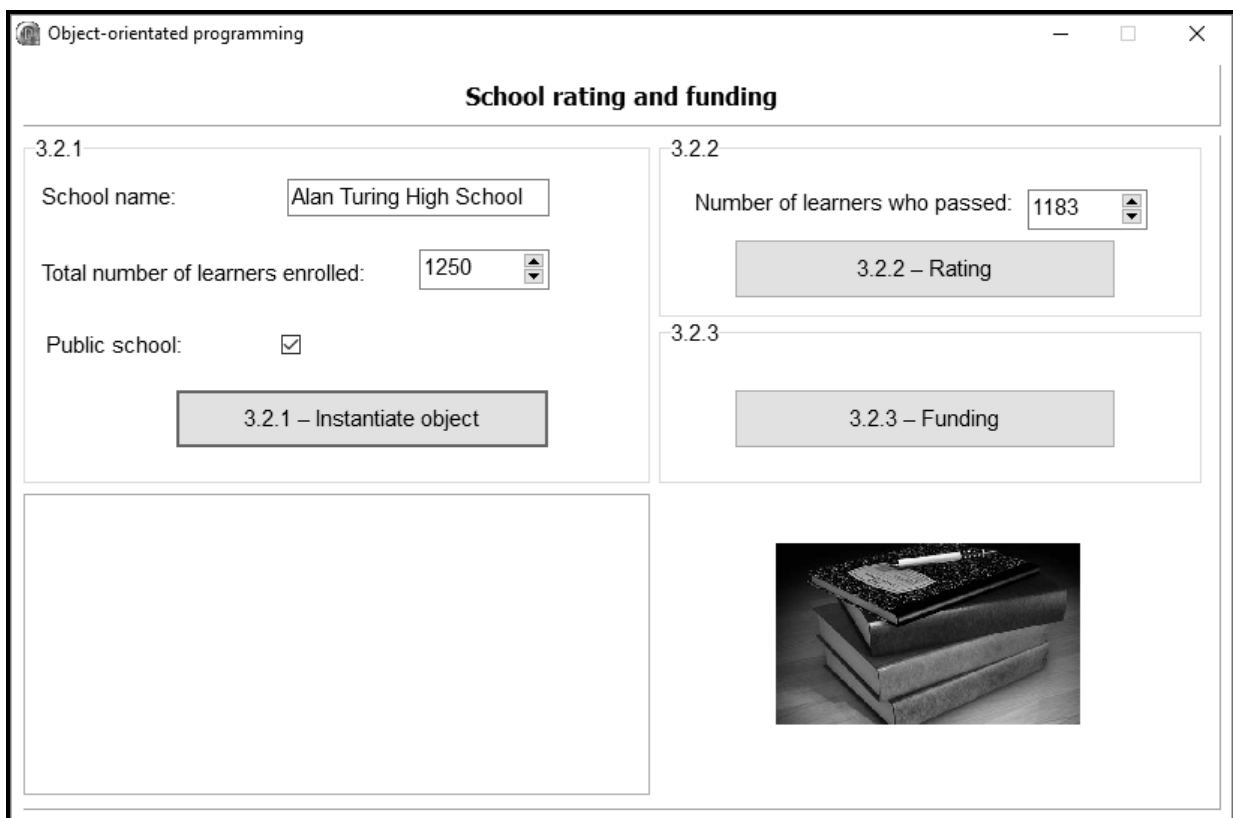 Object-orientated programming
School rating and funding
3.2.1
School name:
Alan Turing High School
Total number of learners enrolled:
1250
Public school:
3.2.1 – Instantiate object
3.2.2
Number of learners who passed:
1183
3.2.2 – Rating
3.2.3
3.2.3 – Funding